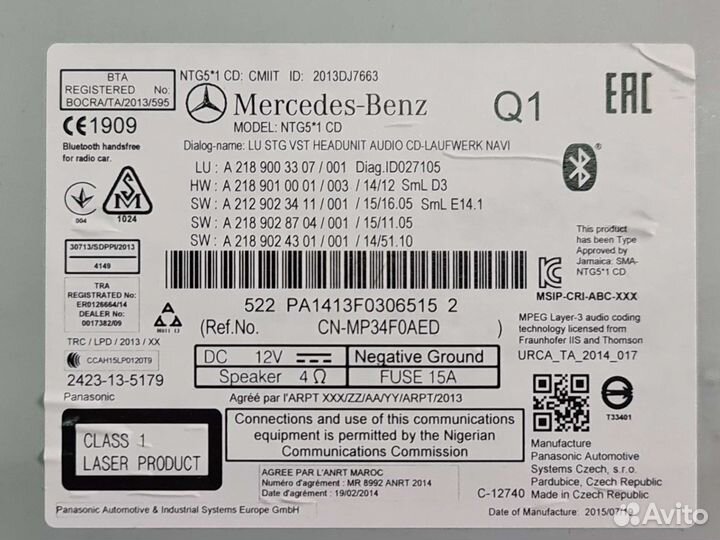 BTA
REGISTERED No:
BOCRA/TA/2013/595
NTG5*1 CD: CMIIT ID: 2013DJ7663
Mercedes-Benz
Q1
EAC
MODEL: NTG5*1 CD
CE1909
Bluetooth handsfree
for radio car.
Dialog-name: LU STG VST HEADUNIT AUDIO CD-LAUFWERK NAVI
LU : A 218 900 33 07 / 001 Diag.ID027105
HW : A 218 901 00 01 / 003 / 14/12 SmL D3
SW : A 212 902 34 11 / 001 / 15/16.05 SmL E14.1
SW : A 218 902 87 04 / 001 / 15/11.05
SW : A 218 902 43 01 / 001 / 14/51.10
004
SM
1024
This product
has been Type
Approved by
Jamaica: SMA-
NTG5*1 CD
30713/SDPPI/2013
4149
TRA
REGISTERED No:
ER0126664/14
DEALER No:
0017382/09
MSIP-CRI-ABC-XXX
522 PA1413F0306515 2
(Ref.No. CN-MP34F0AED)
MPEG Layer-3 audio coding
technology licensed from
Fraunhofer IIS and Thomson
URCA_TA_2014_017
TRC / LPD / 2013 / XX
CCAH15LP0120T9
2423-13-5179
Panasonic
DC 12V Negative Ground
Speaker 4 Ω FUSE 15A
Agréé par l'ARPT XXX/ZZ/AA/YY/ARPT/2013
T33401
CLASS 1
LASER PRODUCT
Connections and use of this communications
equipment is permitted by the Nigerian
Communications Commission
Manufacture
Panasonic Automotive
Systems Czech, s.r.o.
Pardubice, Czech Republic
Made in Czech Republic
AGREE PAR L'ANRT MAROC
Numéro d'agrément : MR 8992 ANRT 2014
Date d'agrément : 19/02/2014
C-12740
Panasonic Automotive & Industrial Systems Europe GmbH
Date of Manufacture: 2015/07/19
Avito